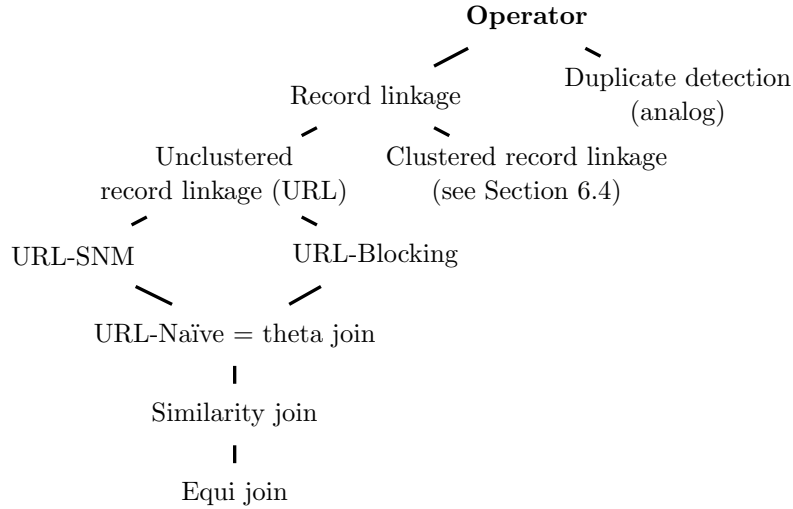 Operator
Duplicate detection
(analog)
Record linkage
Unclustered
record linkage (URL)
Clustered record linkage
(see Section 6.4)
URL-SNM
URL-Blocking
URL-Naïve = theta join
Similarity join
Equi join